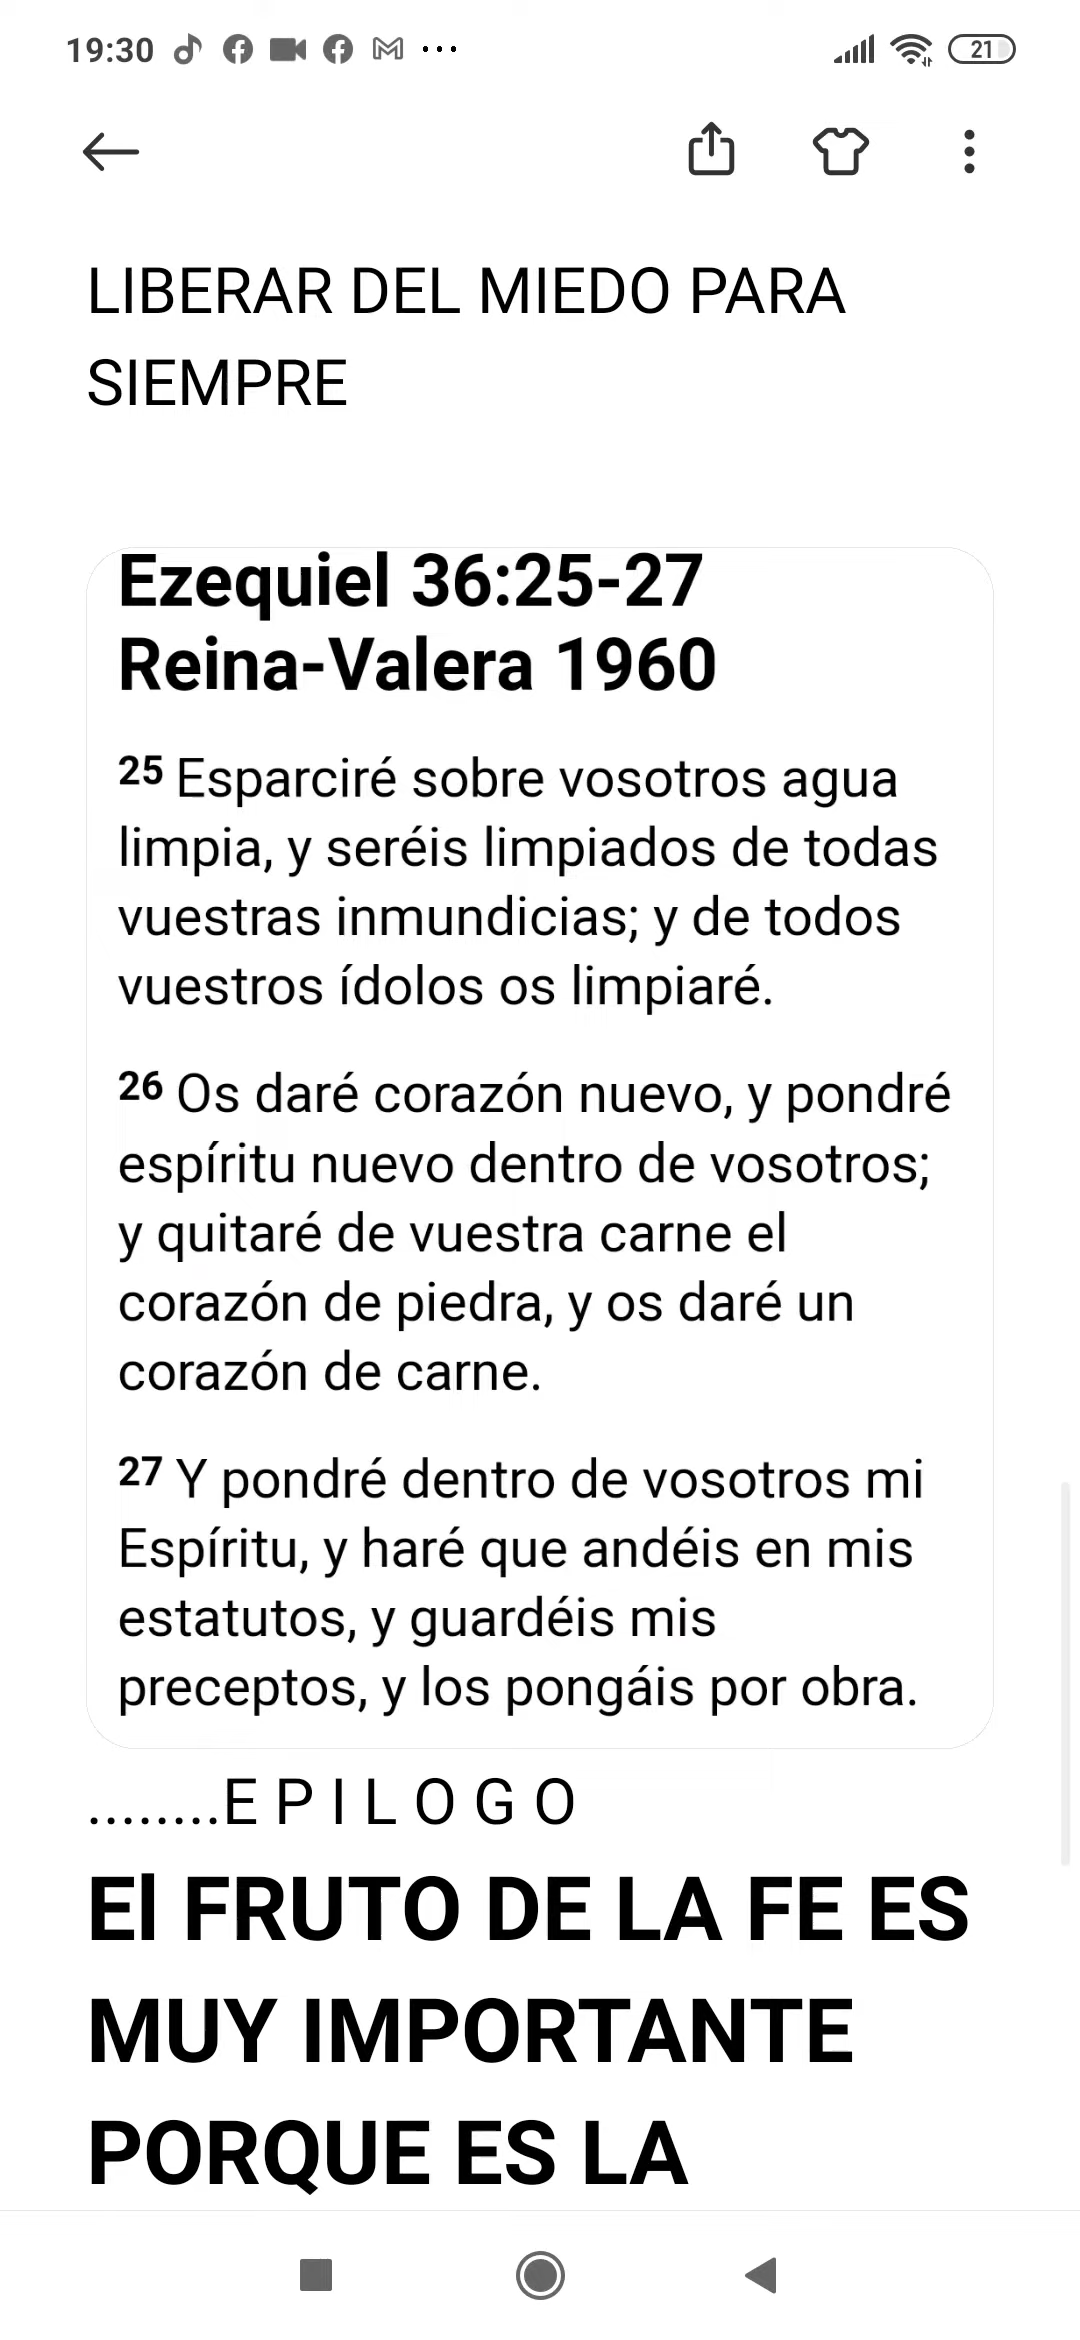 19:30
21
LIBERAR DEL MIEDO PARA
SIEMPRE
Ezequiel 36:25-27
Reina-Valera 1960
25 Esparciré sobre vosotros agua
limpia, y seréis limpiados de todas
vuestras inmundicias; y de todos
vuestros ídolos os limpiaré.
26 Os daré corazón nuevo, y pondré
espíritu nuevo dentro de vosotros;
y quitaré de vuestra carne el
corazón de piedra, y os daré un
corazón de carne.
27 Y pondré dentro de vosotros mi
Espíritu, y haré que andéis en mis
estatutos, y guardéis mis
preceptos, y los pongáis por obra.
........E P I L O G O
El FRUTO DE LA FE ES
MUY IMPORTANTE
PORQUE ES LA